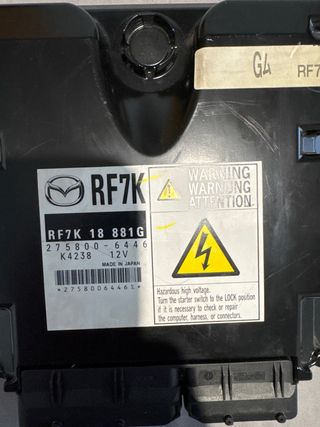 G4
RF7
RF7K
RF7K 18 881G
275800-6446
K4238 12V
MADE IN JAPAN
*2758006446S*
WARNING
WARNUNG
ATTENTION
Hazardous high voltage.
Turn the starter switch to the LOCK position
if it is necessary to check or repair
the computer, harness, or connectors.